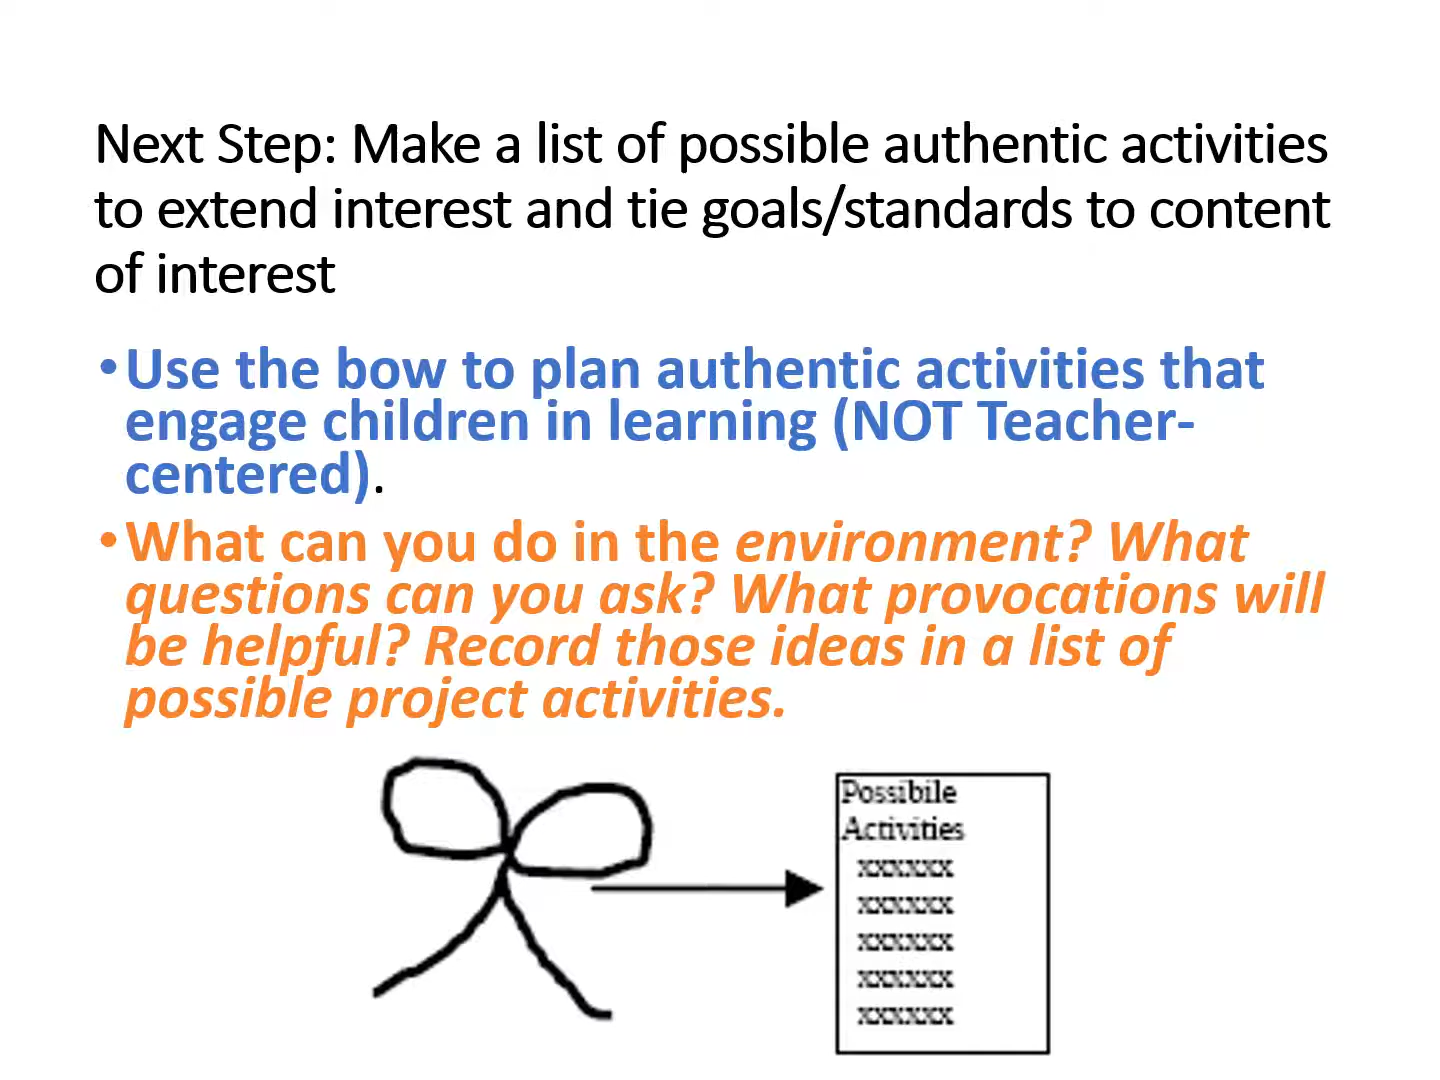 Next Step: Make a list of possible authentic activities
to extend interest and tie goals/standards to content
of interest
•Use the bow to plan authentic activities that
engage children in learning (NOT Teacher-
centered).
•What can you do in the environment? What
questions can you ask? What provocations will
be helpful? Record those ideas in a list of
possible project activities.
Possibile
Activities
xxxxxx
xxxxxx
xxxxxx
xxxxxx
xxxxxx